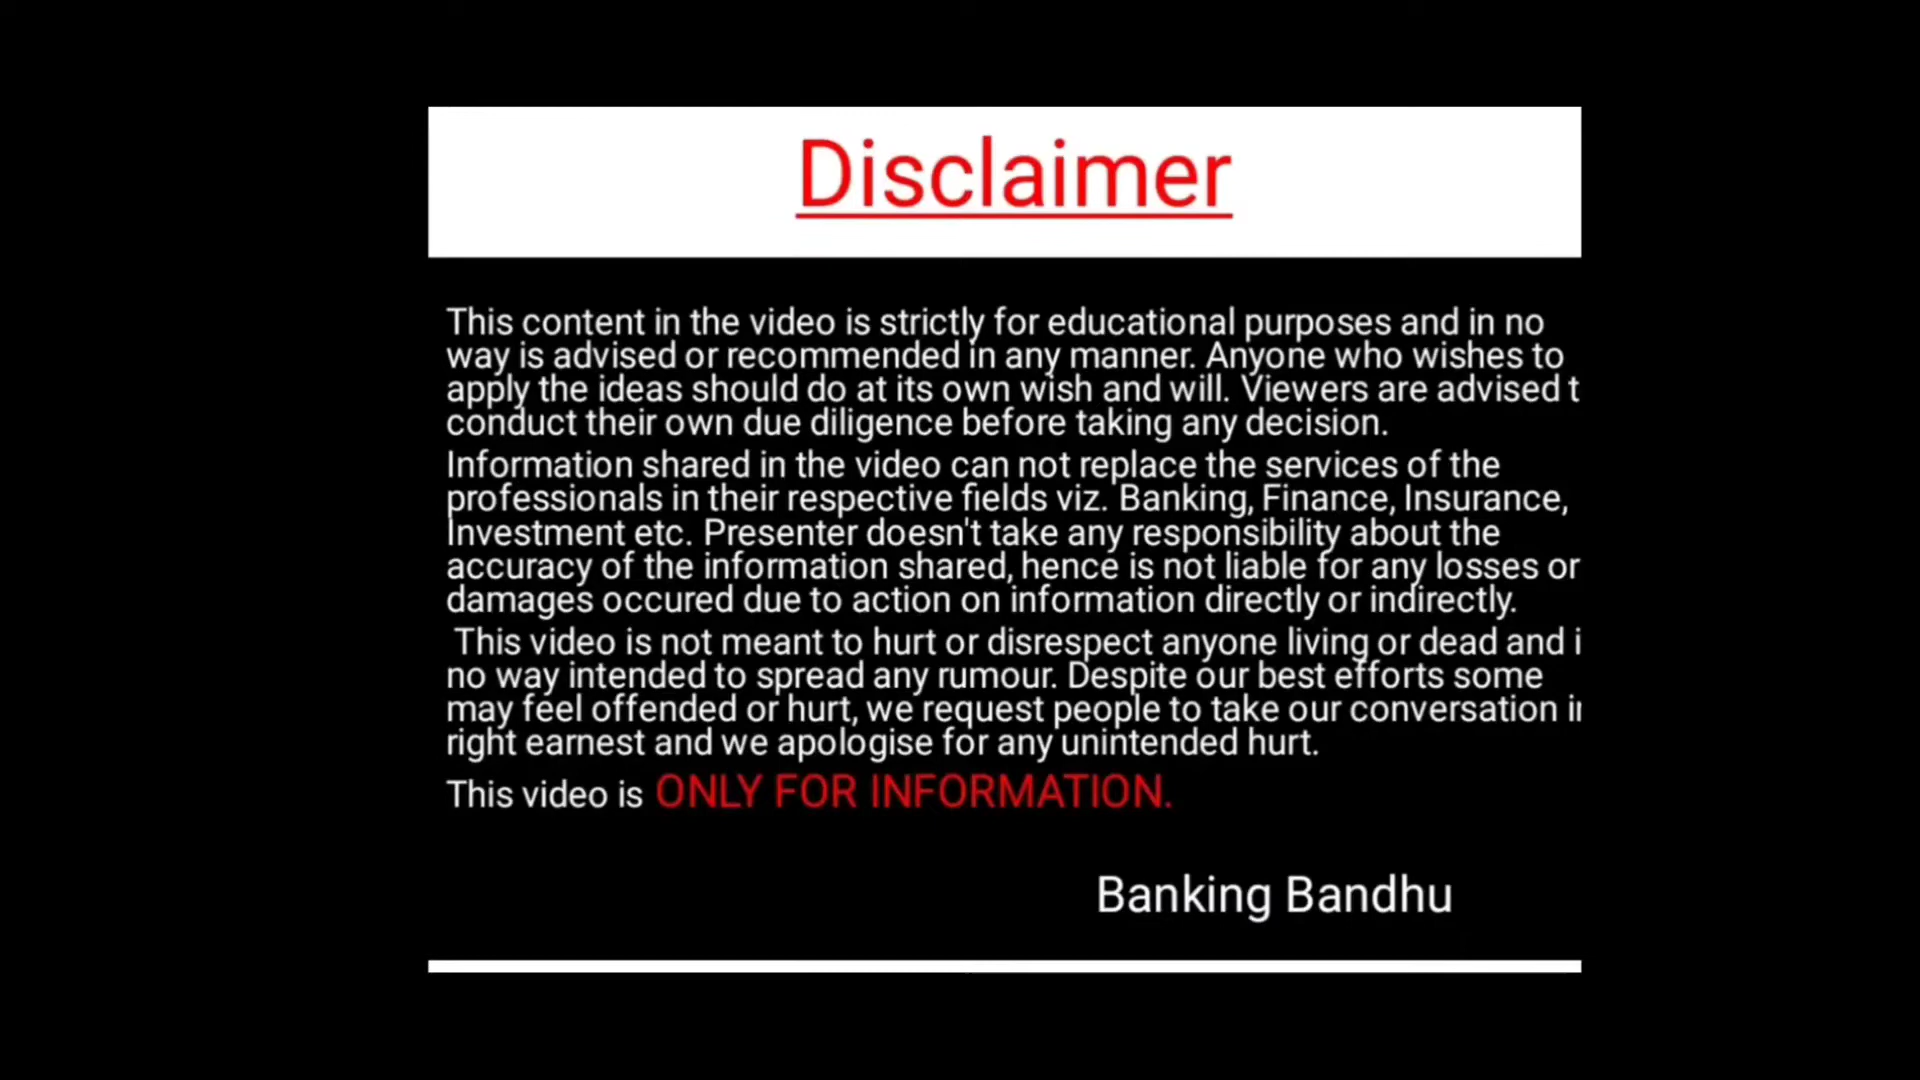 Disclaimer
This content in the video is strictly for educational purposes and in no
way is advised or recommended in any manner. Anyone who wishes to
apply the ideas should do at its own wish and will. Viewers are advised t
conduct their own due diligence before taking any decision.
Information shared in the video can not replace the services of the
professionals in their respective fields viz. Banking, Finance, Insurance,
Investment etc. Presenter doesn't take any responsibility about the
accuracy of the information shared, hence is not liable for any losses or
damages occured due to action on information directly or indirectly.
This video is not meant to hurt or disrespect anyone living or dead and i
no way intended to spread any rumour. Despite our best efforts some
may feel offended or hurt, we request people to take our conversation in
right earnest and we apologise for any unintended hurt.
This video is ONLY FOR INFORMATION.
Banking Bandhu